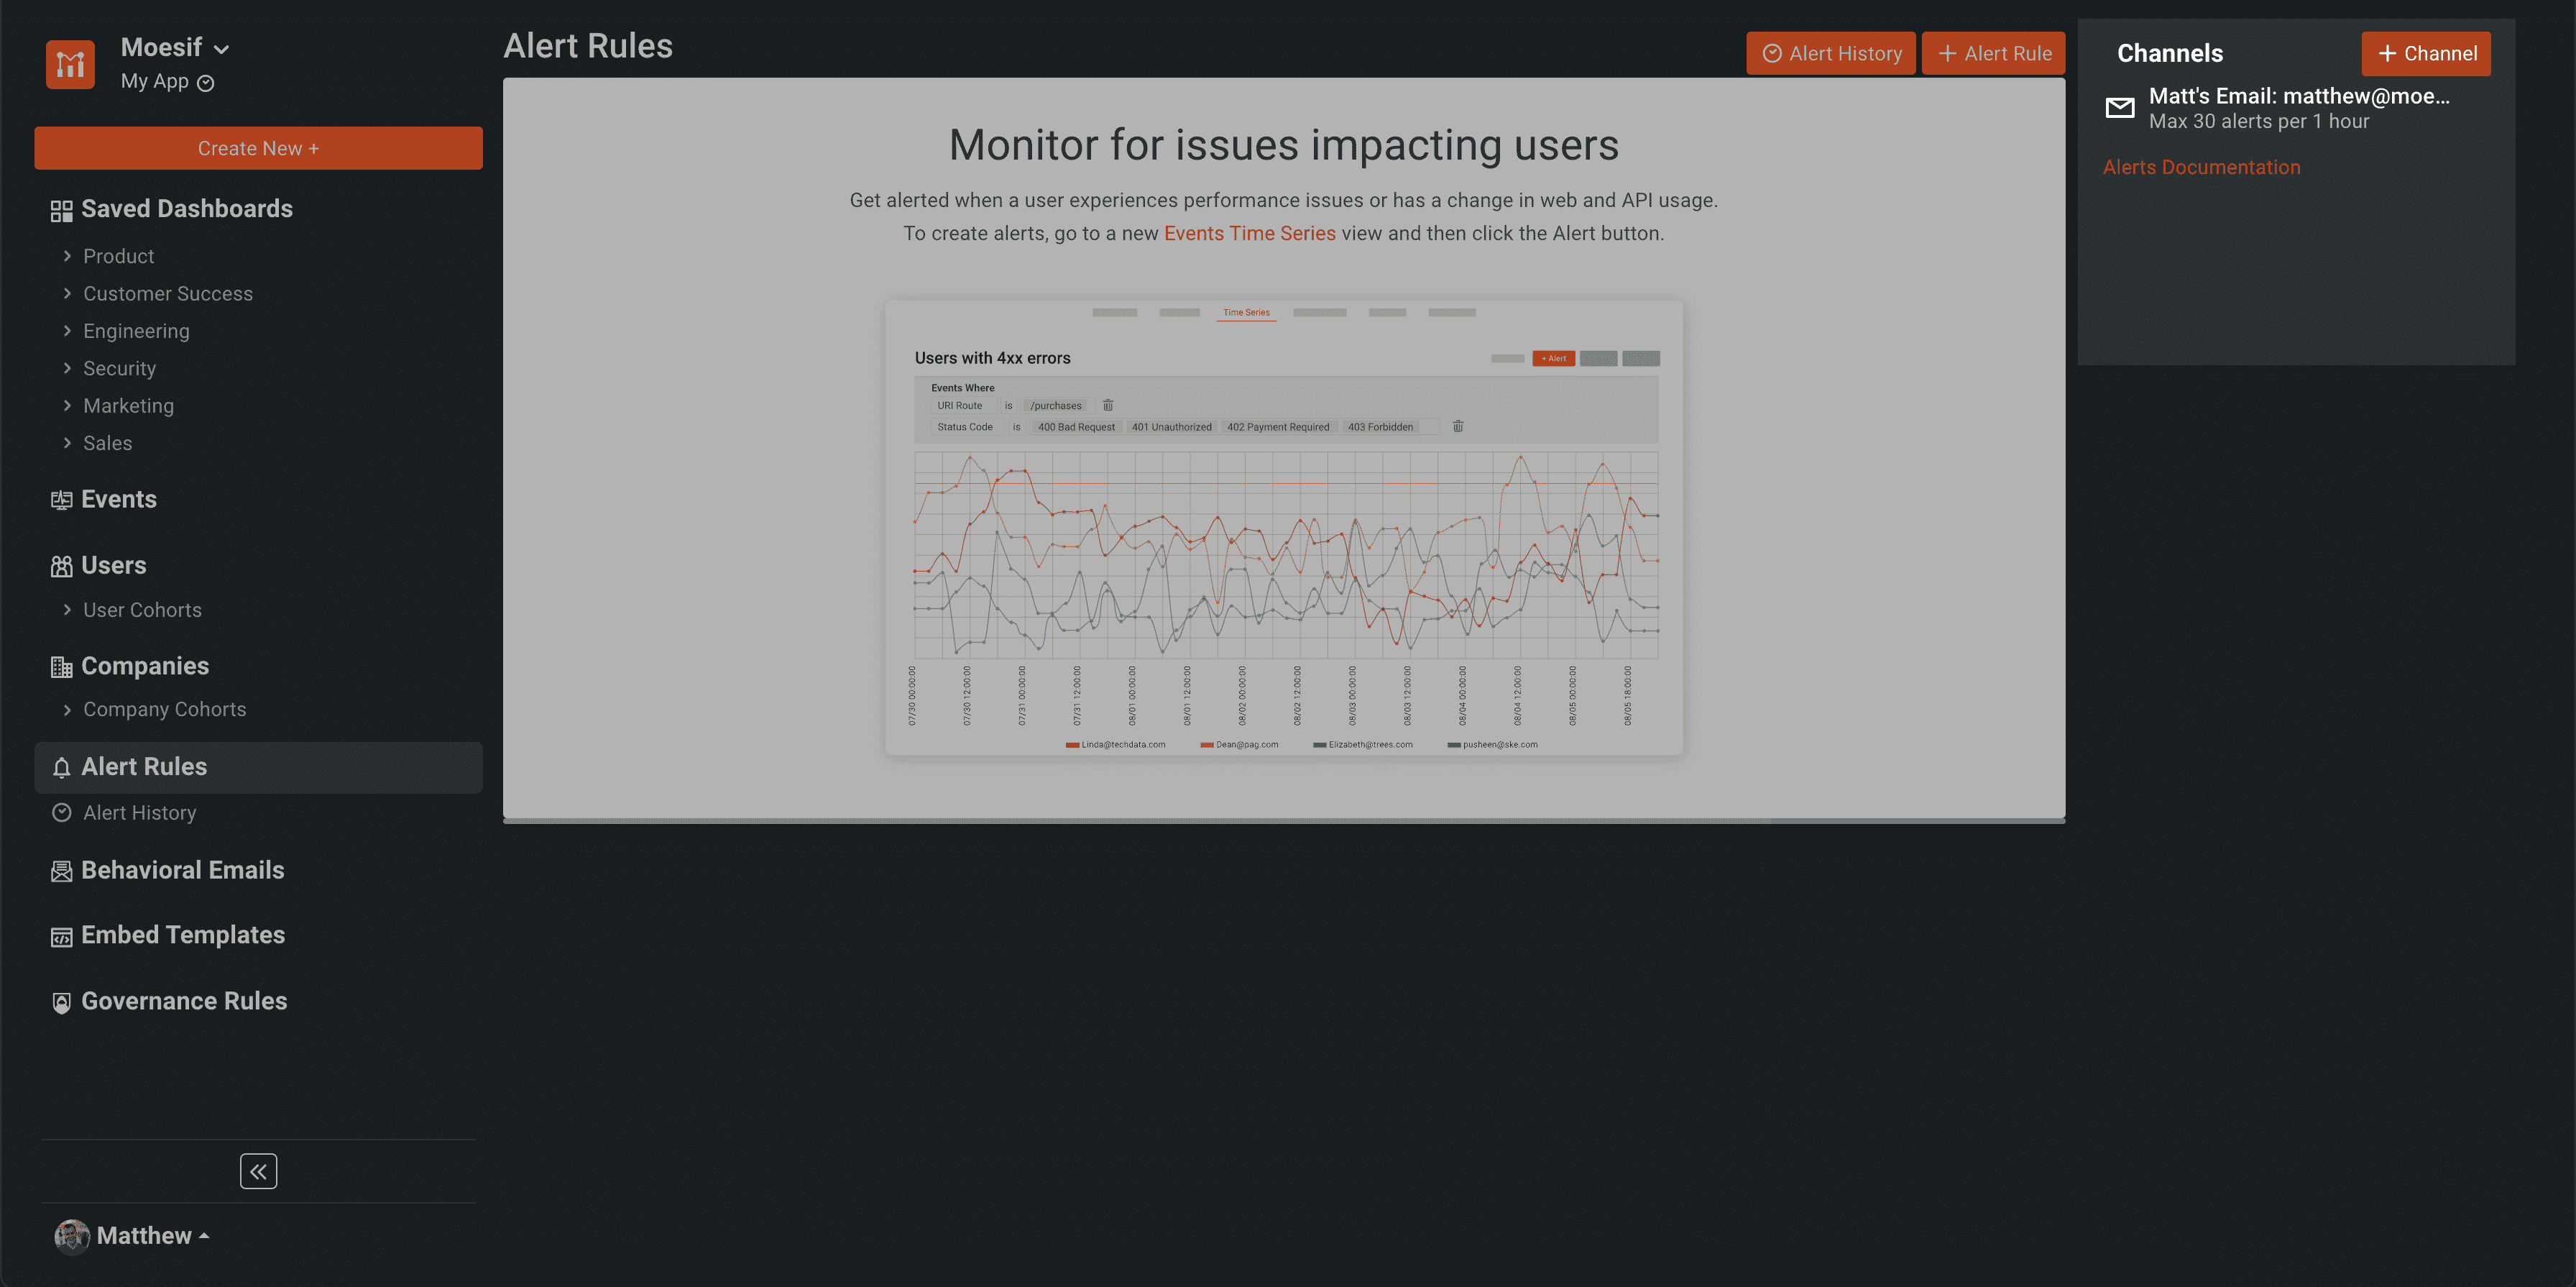 Moesif
My App
Create New +
Saved Dashboards
Product
Customer Success
Engineering
Security
Marketing
Sales
Events
Users
User Cohorts
Companies
Company Cohorts
Alert Rules
Alert History
Behavioral Emails
Embed Templates
Governance Rules
Matthew
Alert Rules
Alert History
+ Alert Rule
Monitor for issues impacting users
Get alerted when a user experiences performance issues or has a change in web and API usage.
To create alerts, go to a new Events Time Series view and then click the Alert button.
Time Series
Users with 4xx errors
+ Alert
Events Where
URI Route is /purchases
Status Code is 400 Bad Request 401 Unauthorized 402 Payment Required 403 Forbidden
07/30 00:00:00
07/30 12:00:00
07/31 00:00:00
07/31 12:00:00
08/01 00:00:00
08/01 12:00:00
08/02 00:00:00
08/02 12:00:00
08/03 00:00:00
08/03 12:00:00
08/04 00:00:00
08/04 12:00:00
08/05 00:00:00
08/05 18:00:00
Linda@techdata.com
Dean@pag.com
Elizabeth@trees.com
pusheen@ske.com
Channels
+ Channel
Matt's Email: matthew@moe...
Max 30 alerts per 1 hour
Alerts Documentation